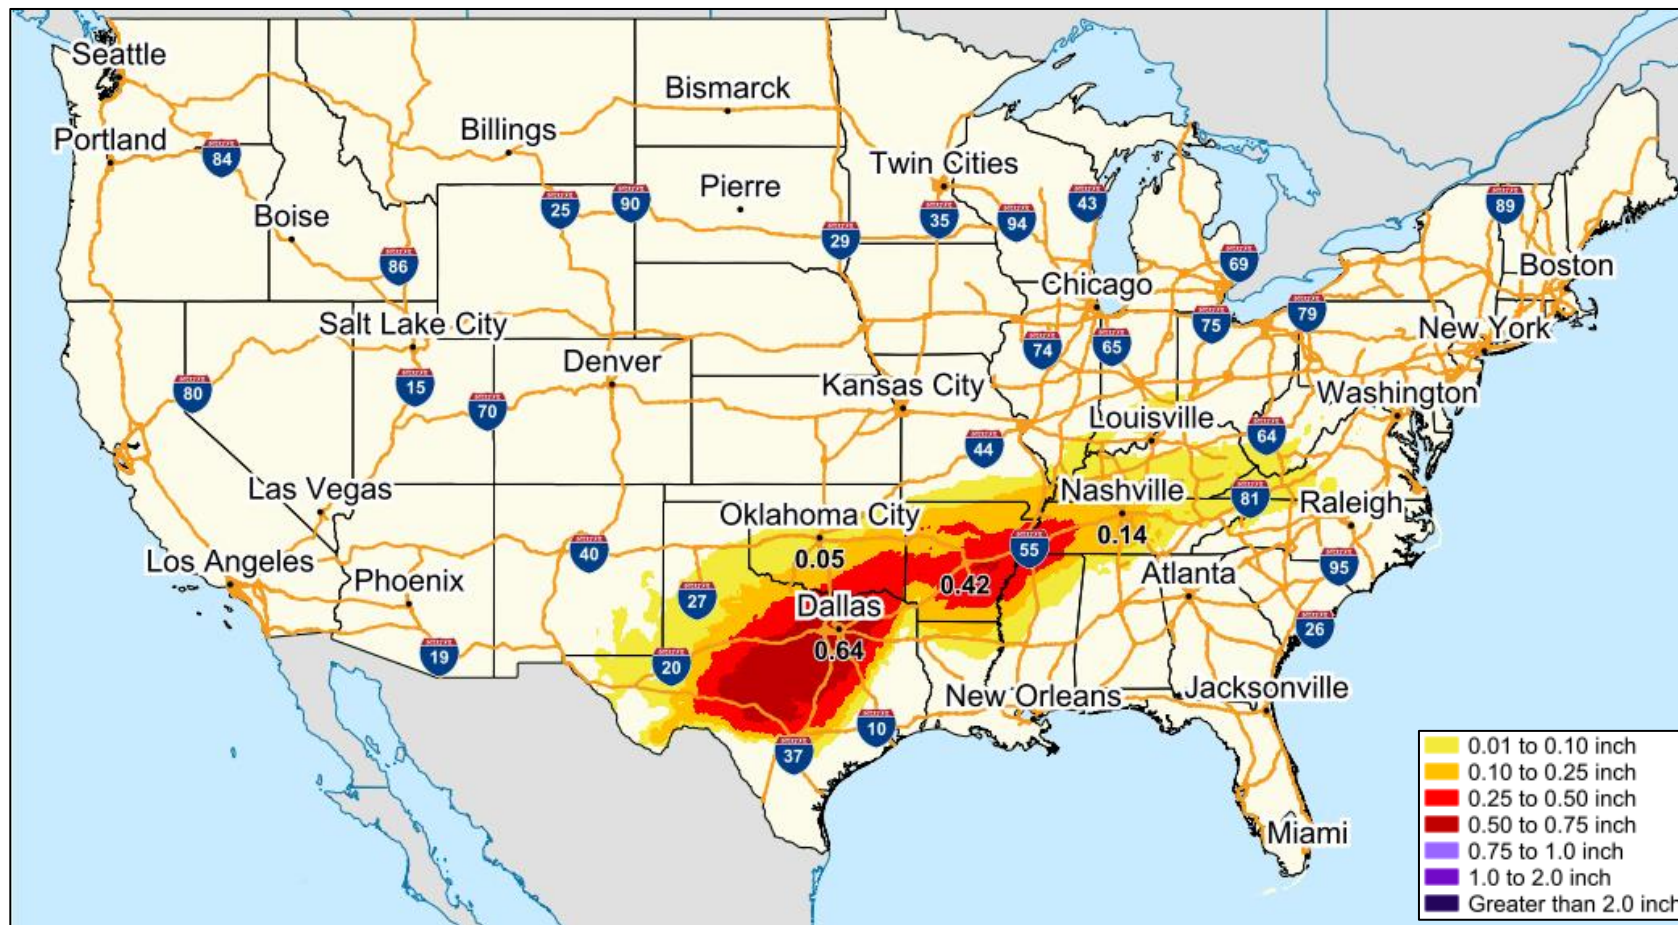 Seattle
Bismarck
Portland
Billings
84
Twin Cities
Pierre
25
90
43
89
Boise
35
94
29
86
69
Boston
Chicago
Salt Lake City
79
75
New York
74
65
Denver
80
15
Kansas City
70
Washington
Louisville
64
44
Las Vegas
Nashville
81
Raleigh
Oklahoma City
0.14
40
55
0.05
Los Angeles
95
Phoenix
0.42
Atlanta
27
Dallas
26
0.64
19
20
New Orleans
Jacksonville
10
37
0.01 to 0.10 inch
0.10 to 0.25 inch
0.25 to 0.50 inch
0.50 to 0.75 inch
Miami
0.75 to 1.0 inch
1.0 to 2.0 inch
Greater than 2.0 inch